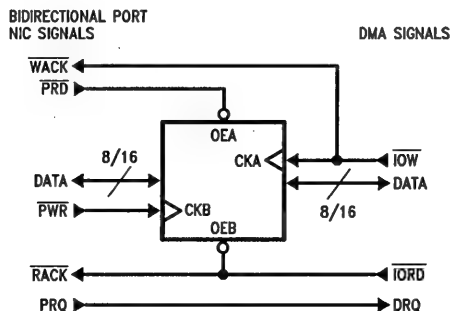 BIDIRECTIONAL PORT
NIC SIGNALS
DMA SIGNALS
WACK
PRD
OEA
8/16
CKA
IOW
DATA
DATA
PWR
CKB
8/16
OEB
RACK
IORD
PRQ
DRQ